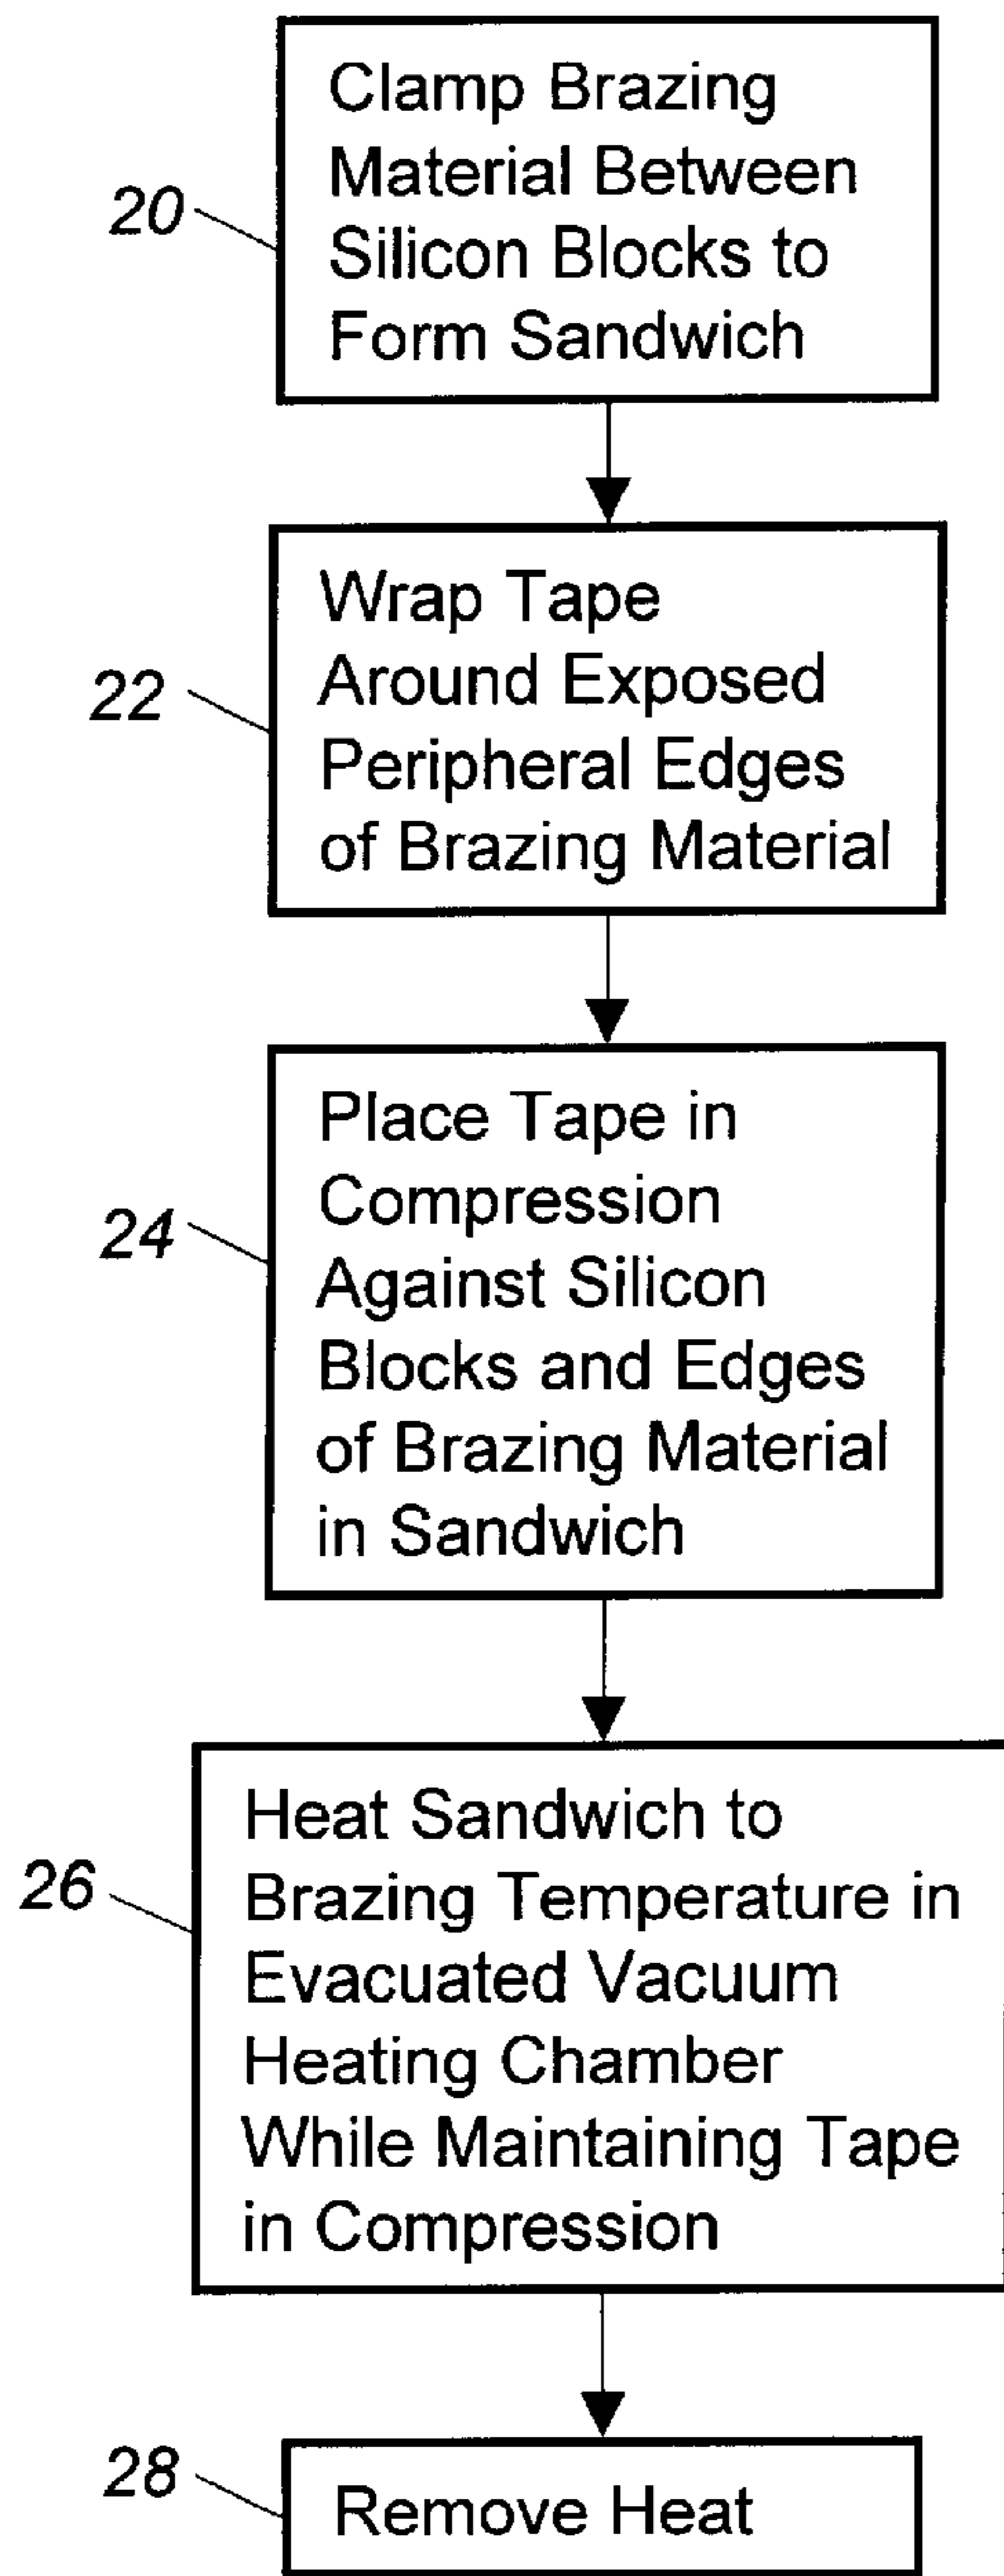 Clamp Brazing
Material Between
Silicon Blocks to
Form Sandwich
20
Wrap Tape
Around Exposed
Peripheral Edges
of Brazing Material
22
Place Tape in
Compression
Against Silicon
Blocks and Edges
of Brazing Material
in Sandwich
24
Heat Sandwich to
Brazing Temperature in
Evacuated Vacuum
Heating Chamber
While Maintaining Tape
in Compression
26
Remove Heat
28